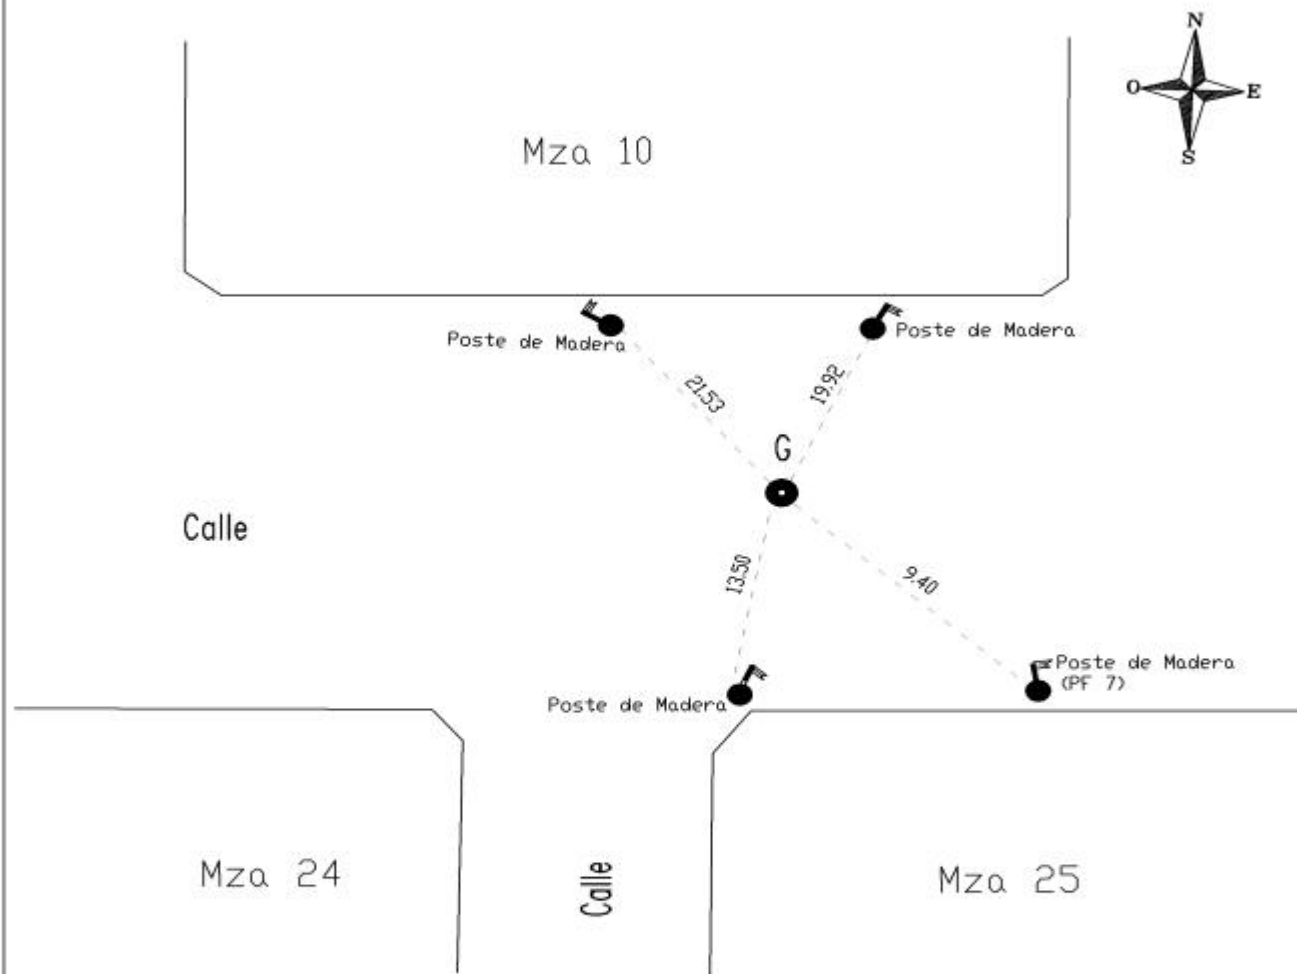 N
O
E
S
Mza 10
Poste de Madera
Poste de Madera
21.53
19.92
G
Calle
13.50
9.40
Poste de Madera
(PF 7)
Poste de Madera
Mza 24
Calle
Mza 25